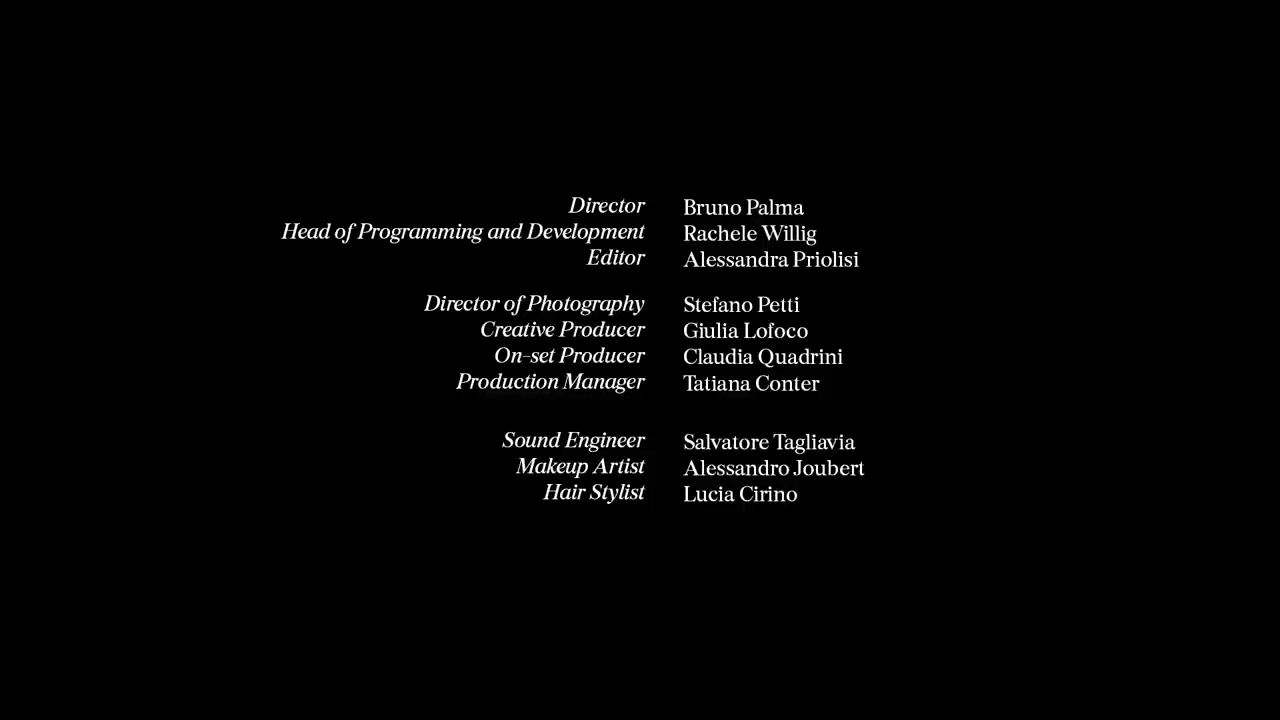 Director Bruno Palma
Head of Programming and Development Rachele Willig
Editor Alessandra Priolisi
Director of Photography Stefano Petti
Creative Producer Giulia Lofoco
On-set Producer Claudia Quadrini
Production Manager Tatiana Conter
Sound Engineer Salvatore Tagliavia
Makeup Artist Alessandro Joubert
Hair Stylist Lucia Cirino